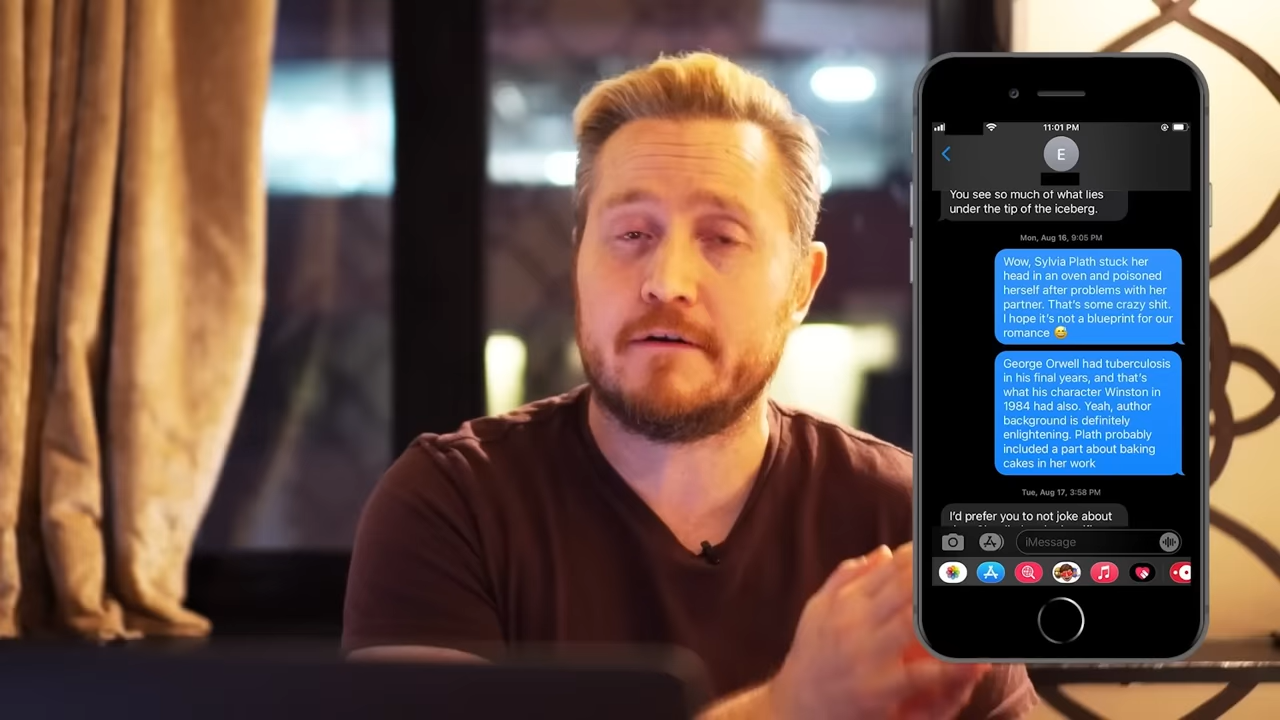 11:01 PM
E
You see so much of what lies
under the tip of the iceberg.
Mon, Aug 16, 9:05 PM
Wow, Sylvia Plath stuck her
head in an oven and poisoned
herself after problems with her
partner. That's some crazy shit.
I hope it's not a blueprint for our
romance 😅
George Orwell had tuberculosis
in his final years, and that's
what his character Winston in
1984 had also. Yeah, author
background is definitely
enlightening. Plath probably
included a part about baking
cakes in her work
Tue, Aug 17, 3:58 PM
I'd prefer you to not joke about
iMessage